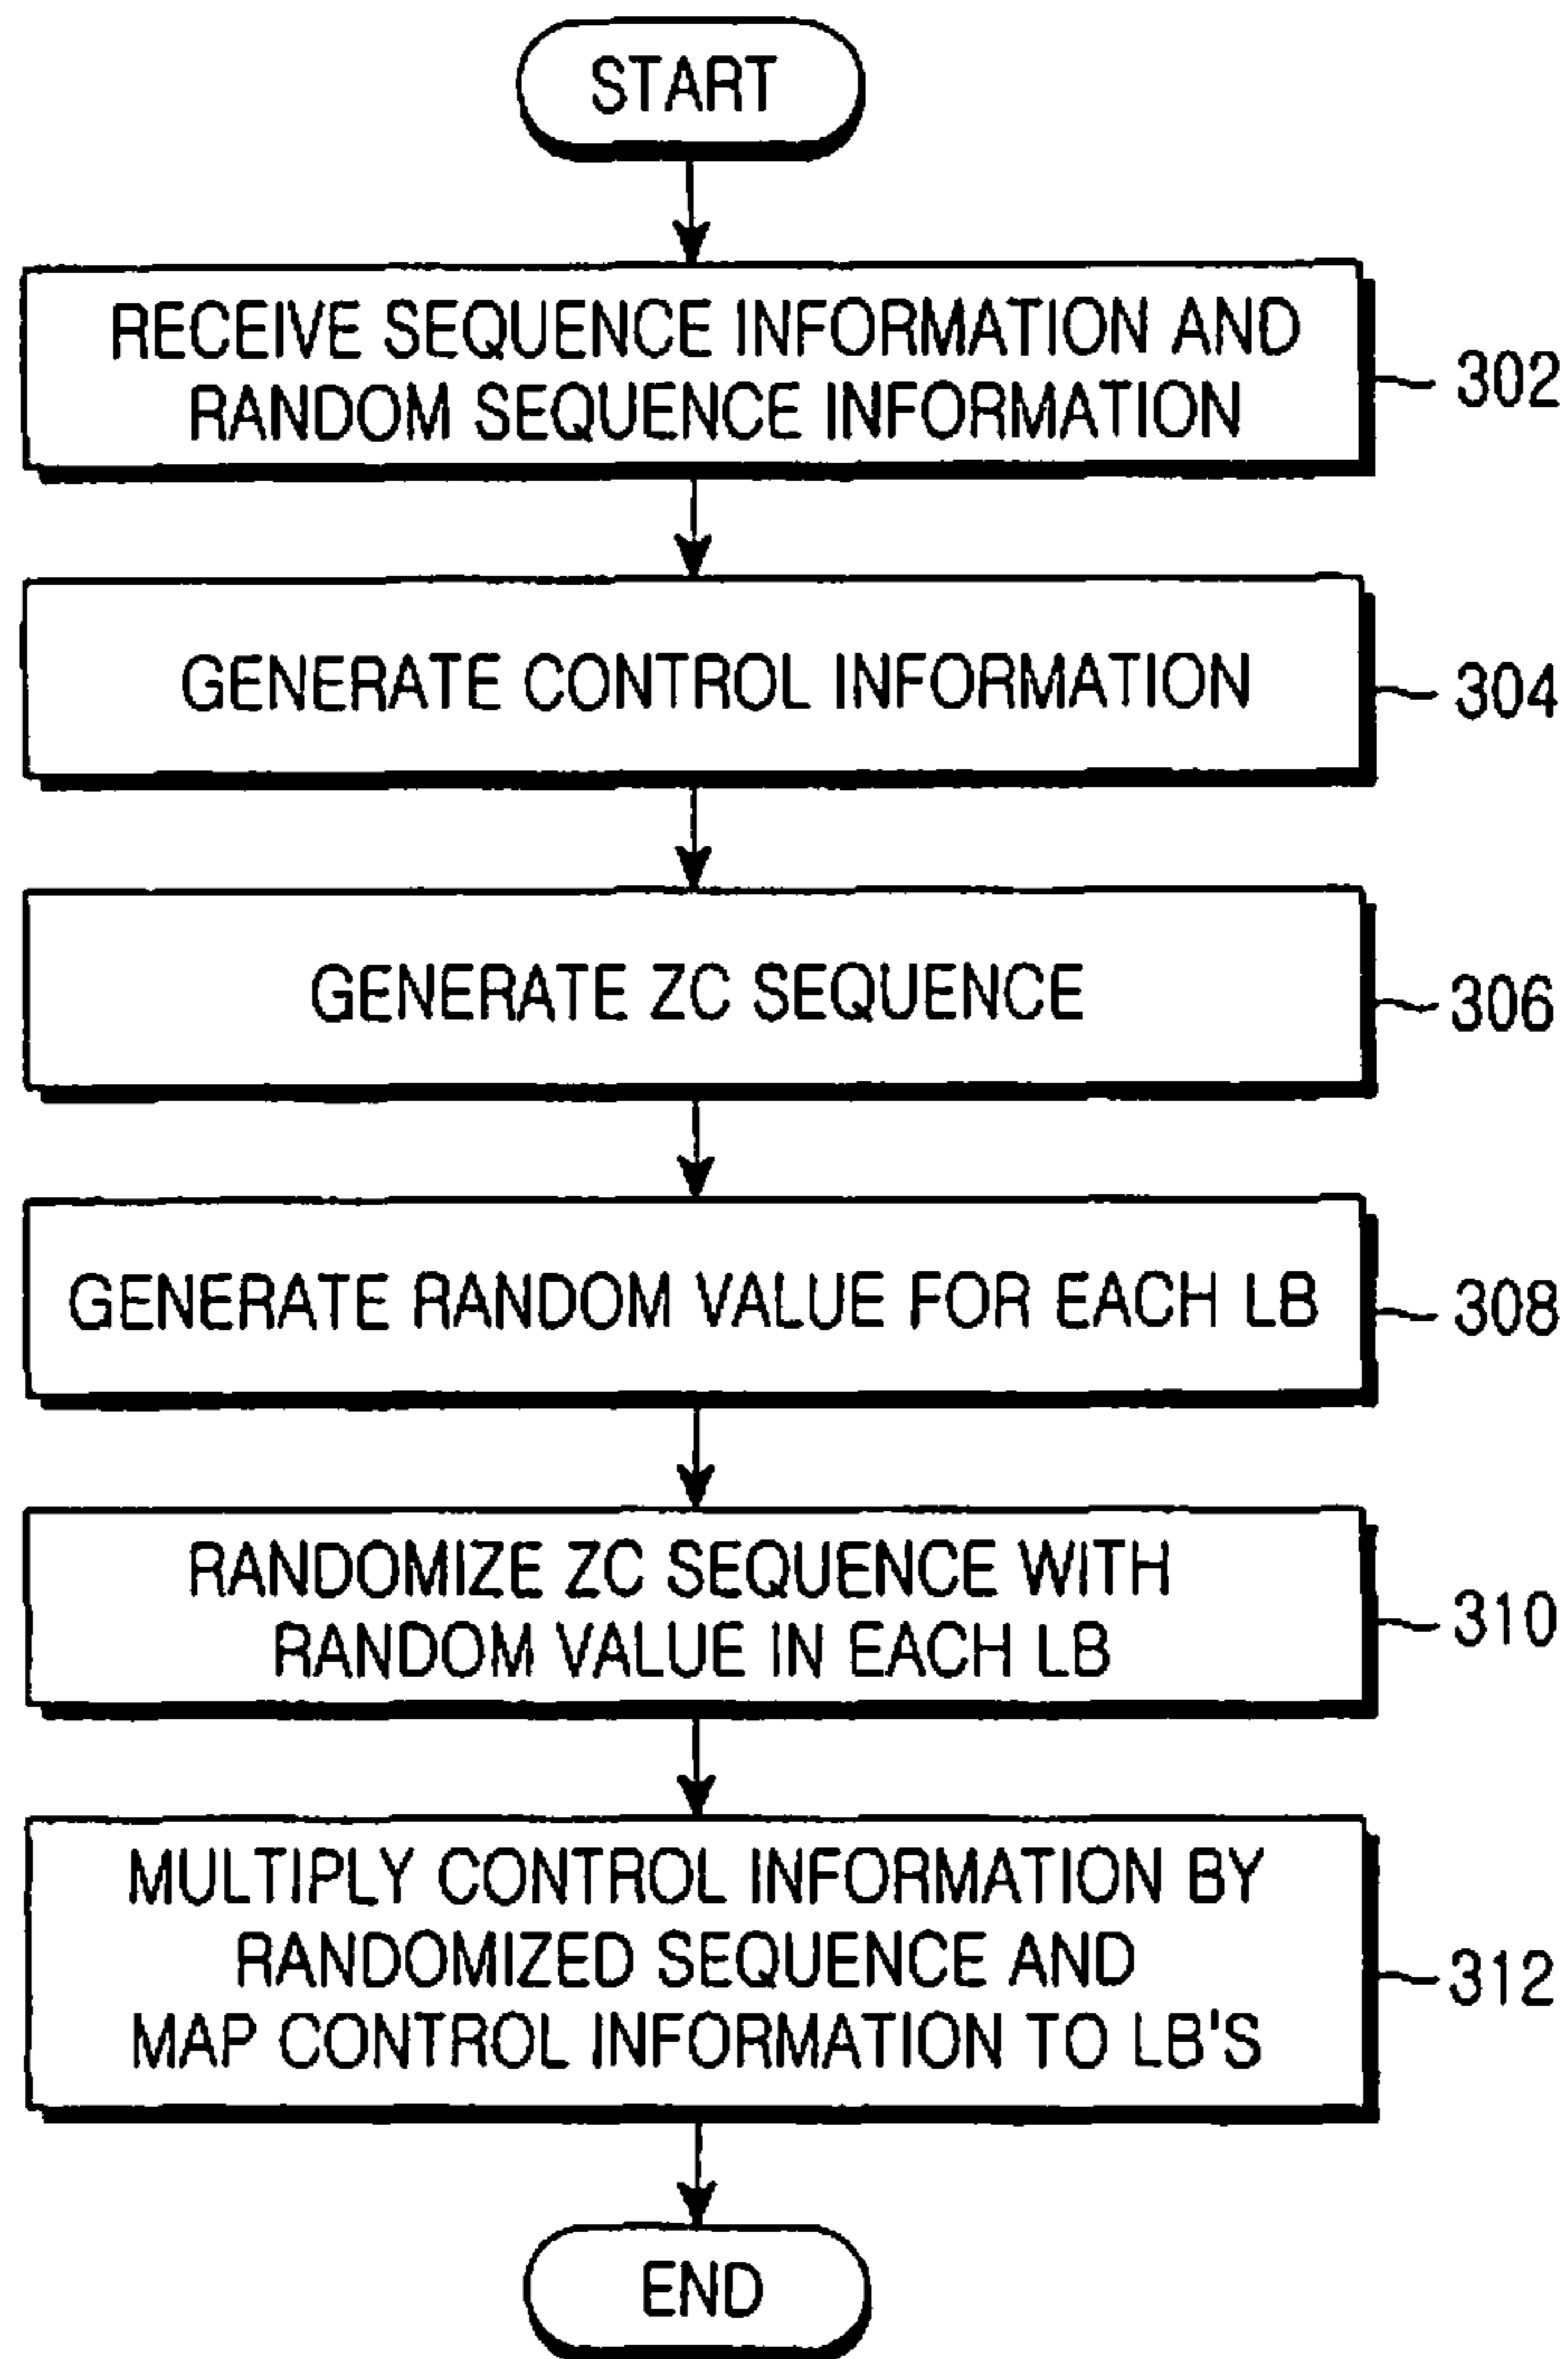 START
RECEIVE SEQUENCE INFORMATION AND
RANDOM SEQUENCE INFORMATION
302
GENERATE CONTROL INFORMATION
304
GENERATE ZC SEQUENCE
306
GENERATE RANDOM VALUE FOR EACH LB
308
RANDOMIZE ZC SEQUENCE WITH
RANDOM VALUE IN EACH LB
310
MULTIPLY CONTROL INFORMATION BY
RANDOMIZED SEQUENCE AND
MAP CONTROL INFORMATION TO LB'S
312
END